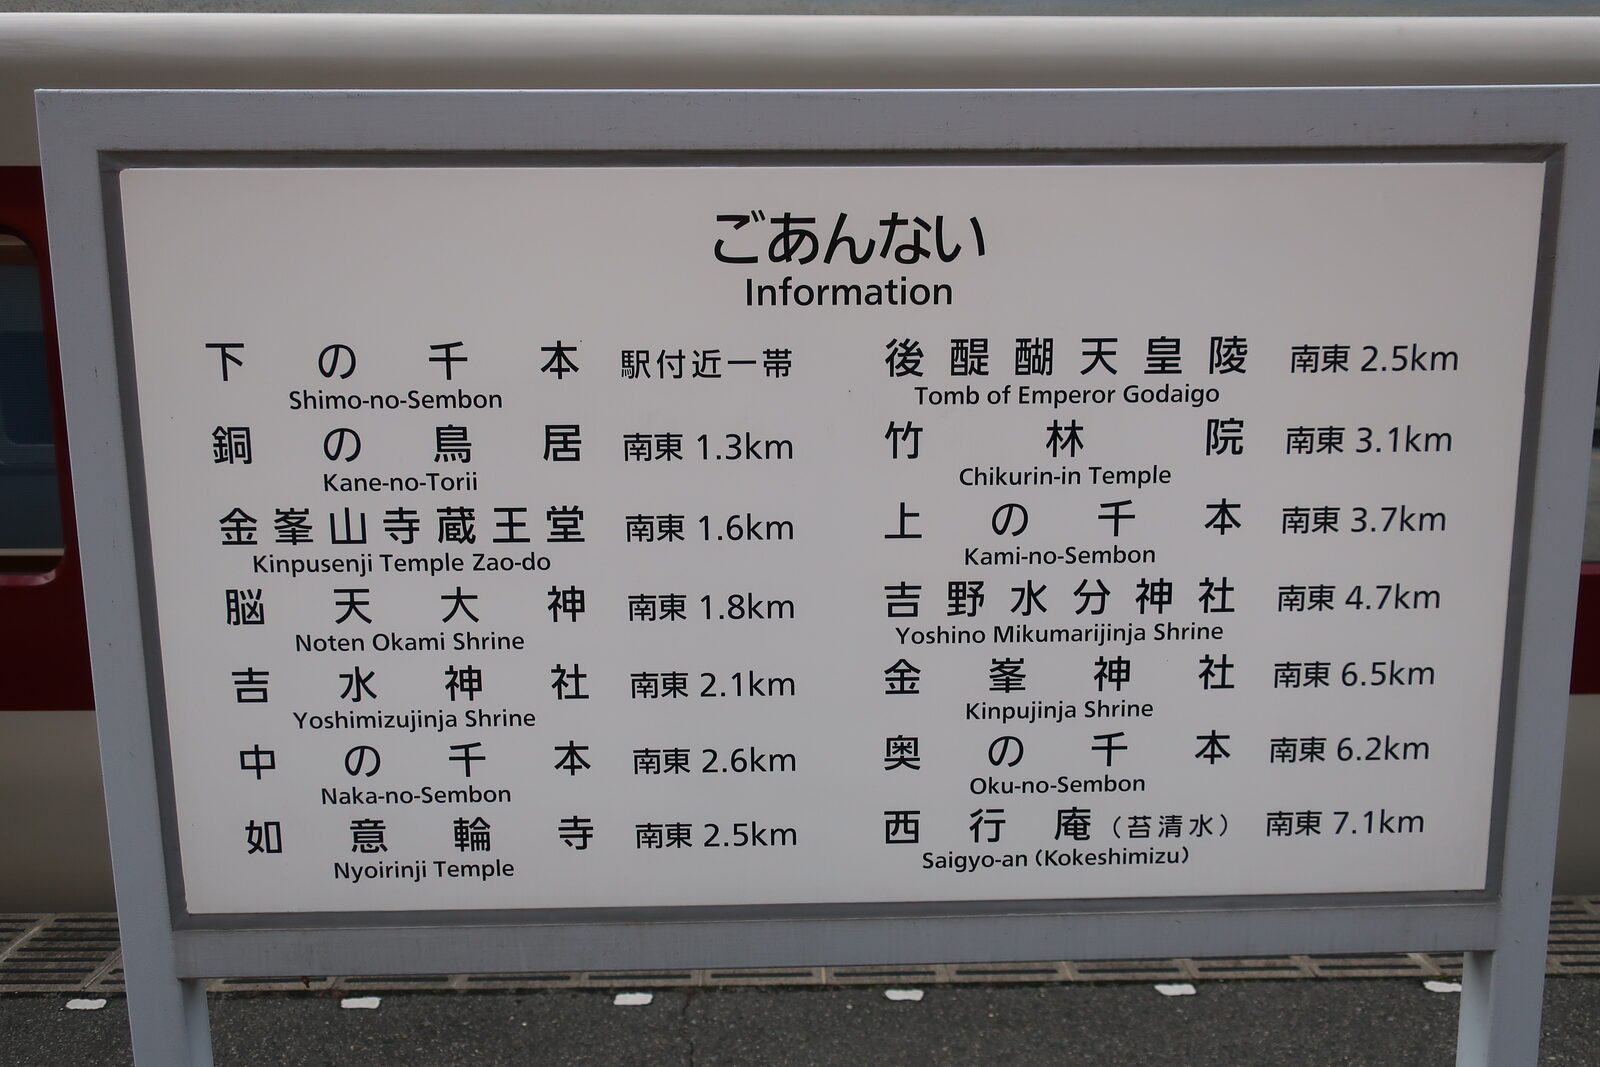 ごあんない
Information
下の千本 駅付近一帯
Shimo-no-Sembon
銅の鳥居 南東 1.3km
Kane-no-Torii
金峯山寺蔵王堂 南東 1.6km
Kinpusenji Temple Zao-do
脳天大神 南東 1.8km
Noten Okami Shrine
吉水神社 南東 2.1km
Yoshimizujinja Shrine
中の千本 南東 2.6km
Naka-no-Sembon
如意輪寺 南東 2.5km
Nyoirinji Temple
後醍醐天皇陵 南東 2.5km
Tomb of Emperor Godaigo
竹林院 南東 3.1km
Chikurin-in Temple
上の千本 南東 3.7km
Kami-no-Sembon
吉野水分神社 南東 4.7km
Yoshino Mikumarijinja Shrine
金峯神社 南東 6.5km
Kinpujinja Shrine
奥の千本 南東 6.2km
Oku-no-Sembon
西行庵（苔清水） 南東 7.1km
Saigyo-an（Kokeshimizu）